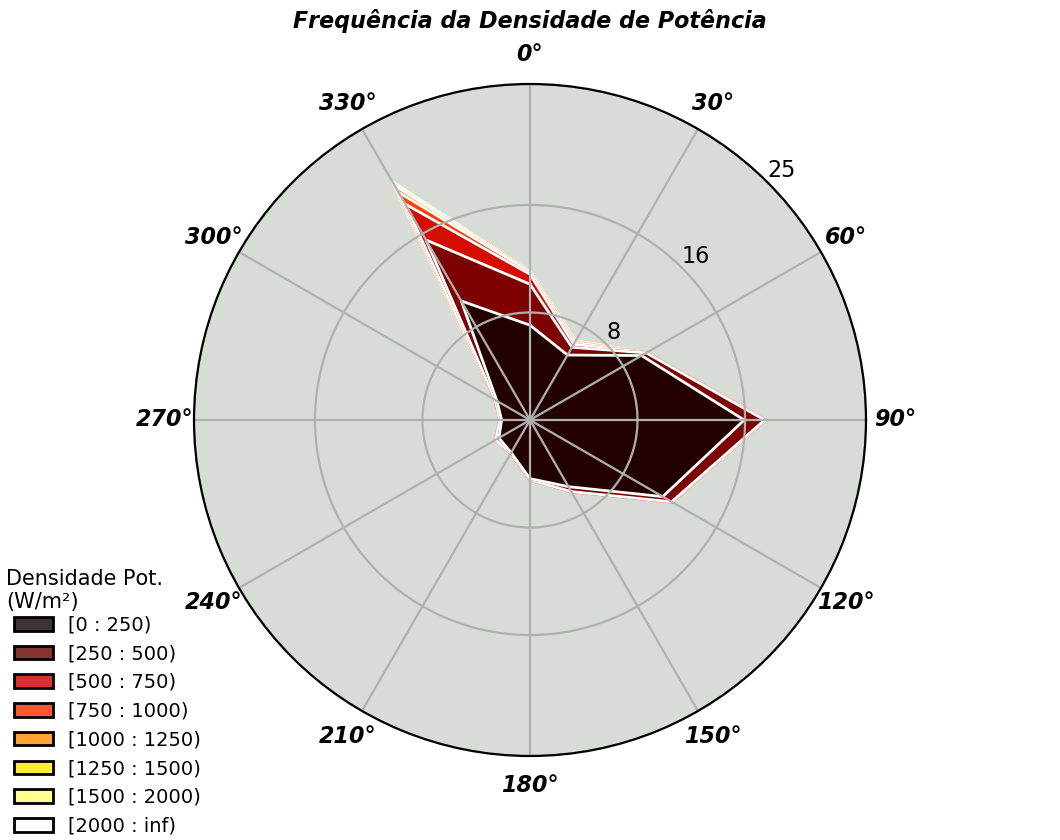 Frequência da Densidade de Potência
0°
330°
30°
25
300°
60°
16
8
270°
90°
240°
120°
210°
150°
180°
Densidade Pot.
(W/m²)
[0 : 250)
[250 : 500)
[500 : 750)
[750 : 1000)
[1000 : 1250)
[1250 : 1500)
[1500 : 2000)
[2000 : inf)